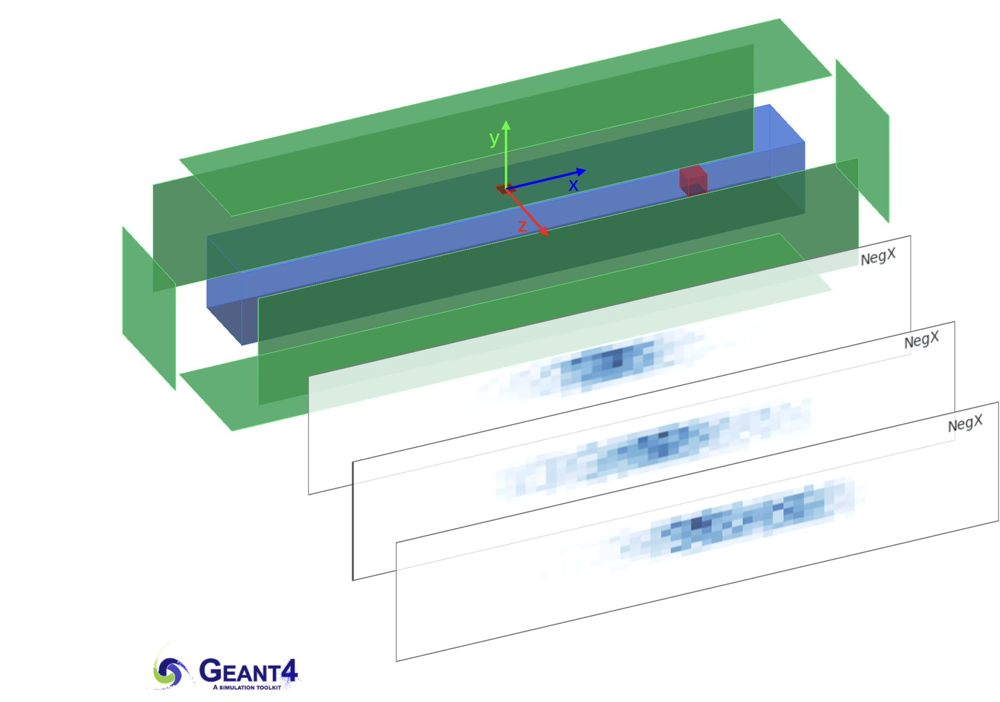 y
x
z
NegX
NegX
NegX
GEANT4
A SIMULATION TOOLKIT